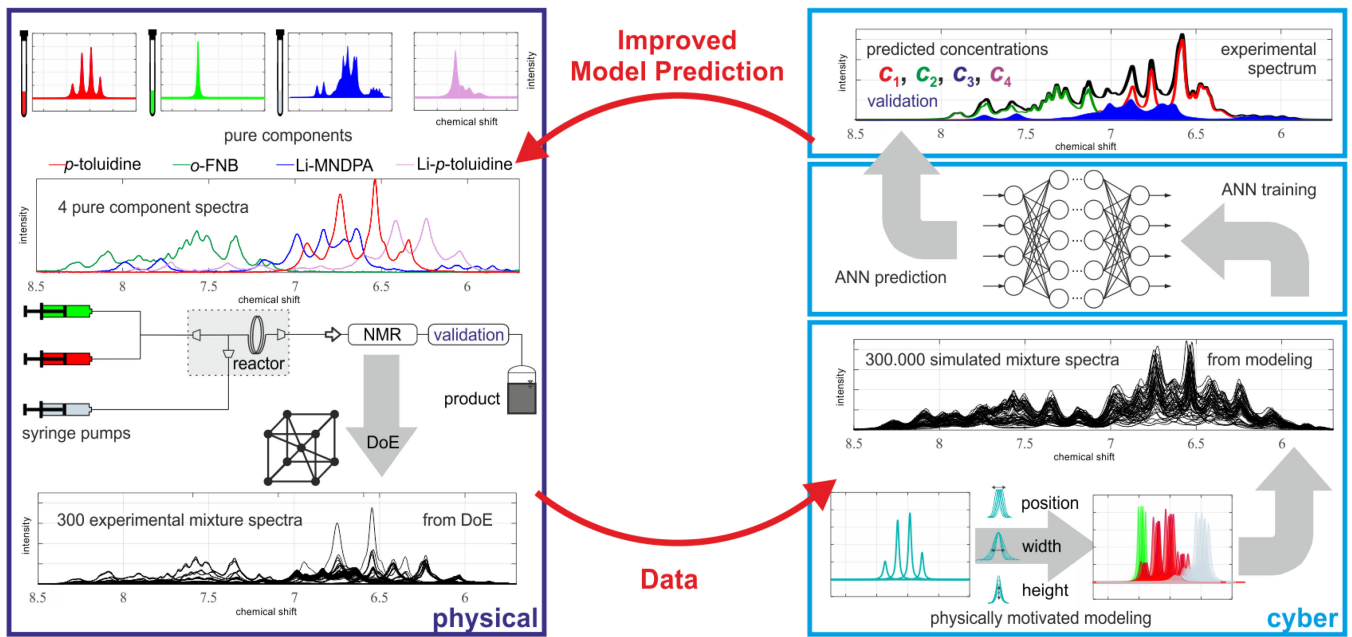 intensity
chemical shift
pure components
p-toluidine
o-FNB
Li-MNDPA
Li-p-toluidine
4 pure component spectra
intensity
8.5 8 7.5 7 6.5 6
chemical shift
reactor
NMR
validation
product
syringe pumps
DoE
300 experimental mixture spectra
from DoE
intensity
8.5 8 7.5 7 6.5 6
chemical shift
physical
Improved
Model Prediction
Data
predicted concentrations
c1, c2, c3, c4
validation
experimental
spectrum
intensity
8.5 8 7.5 7 6.5 6
chemical shift
ANN training
ANN prediction
300.000 simulated mixture spectra
from modeling
intensity
8.5 8 7.5 7 6.5 6
chemical shift
position
width
height
physically motivated modeling
cyber